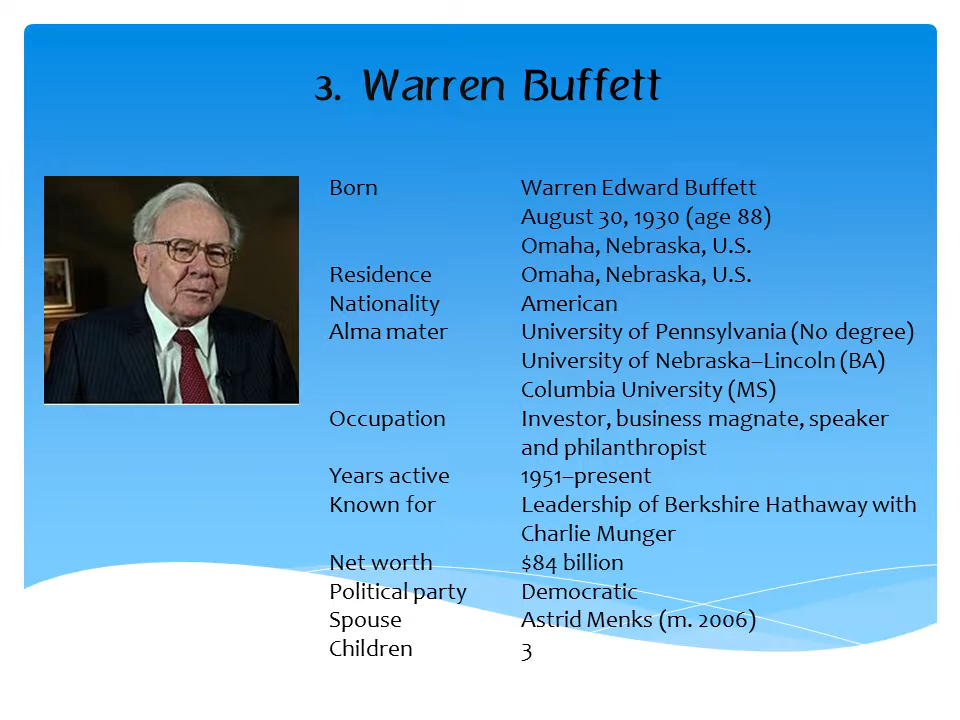 3. Warren Buffett
Born Warren Edward Buffett
August 30, 1930 (age 88)
Omaha, Nebraska, U.S.
Residence Omaha, Nebraska, U.S.
Nationality American
Alma mater University of Pennsylvania (No degree)
University of Nebraska–Lincoln (BA)
Columbia University (MS)
Occupation Investor, business magnate, speaker
and philanthropist
Years active 1951–present
Known for Leadership of Berkshire Hathaway with
Charlie Munger
Net worth $84 billion
Political party Democratic
Spouse Astrid Menks (m. 2006)
Children 3